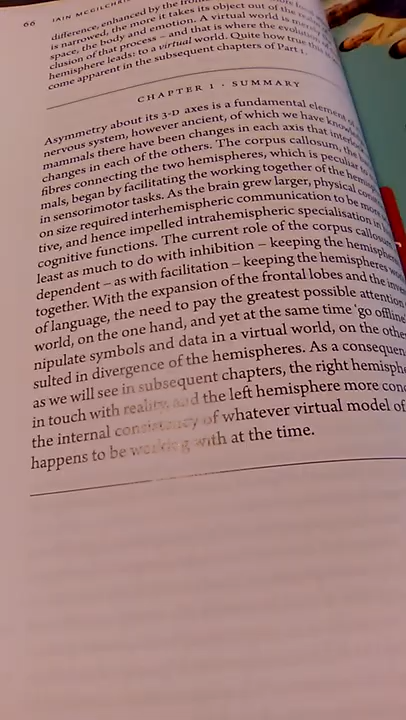 66 IAIN MCGILCHRIST
difference, enhanced by the
is narrowed, the more it takes its object out of the
space, the body and emotion. A virtual world is
clusion of that process – and that is where the
hemisphere leads: to a virtual world. Quite how true this
come apparent in the subsequent chapters of Part I.
CHAPTER 1 · SUMMARY
Asymmetry about its 3-D axes is a fundamental element
nervous system, however ancient, of which we have
mammals there have been changes in each axis that
changes in each of the others. The corpus callosum, the
fibres connecting the two hemispheres, which is peculiar
mals, began by facilitating the working together of the
in sensorimotor tasks. As the brain grew larger, physical
on size required interhemispheric communication to be more
tive, and hence impelled intrahemispheric specialisation in
cognitive functions. The current role of the corpus
least as much to do with inhibition – keeping the
dependent – as with facilitation – keeping the hemispheres
together. With the expansion of the frontal lobes and the
of language, the need to pay the greatest possible attention
world, on the one hand, and yet at the same time ‘go offline’
nipulate symbols and data in a virtual world, on the
sulted in divergence of the hemispheres. As a
as we will see in subsequent chapters, the right
in touch with reality, and the left hemisphere more
the internal consistency of whatever virtual model of
happens to be working with at the time.